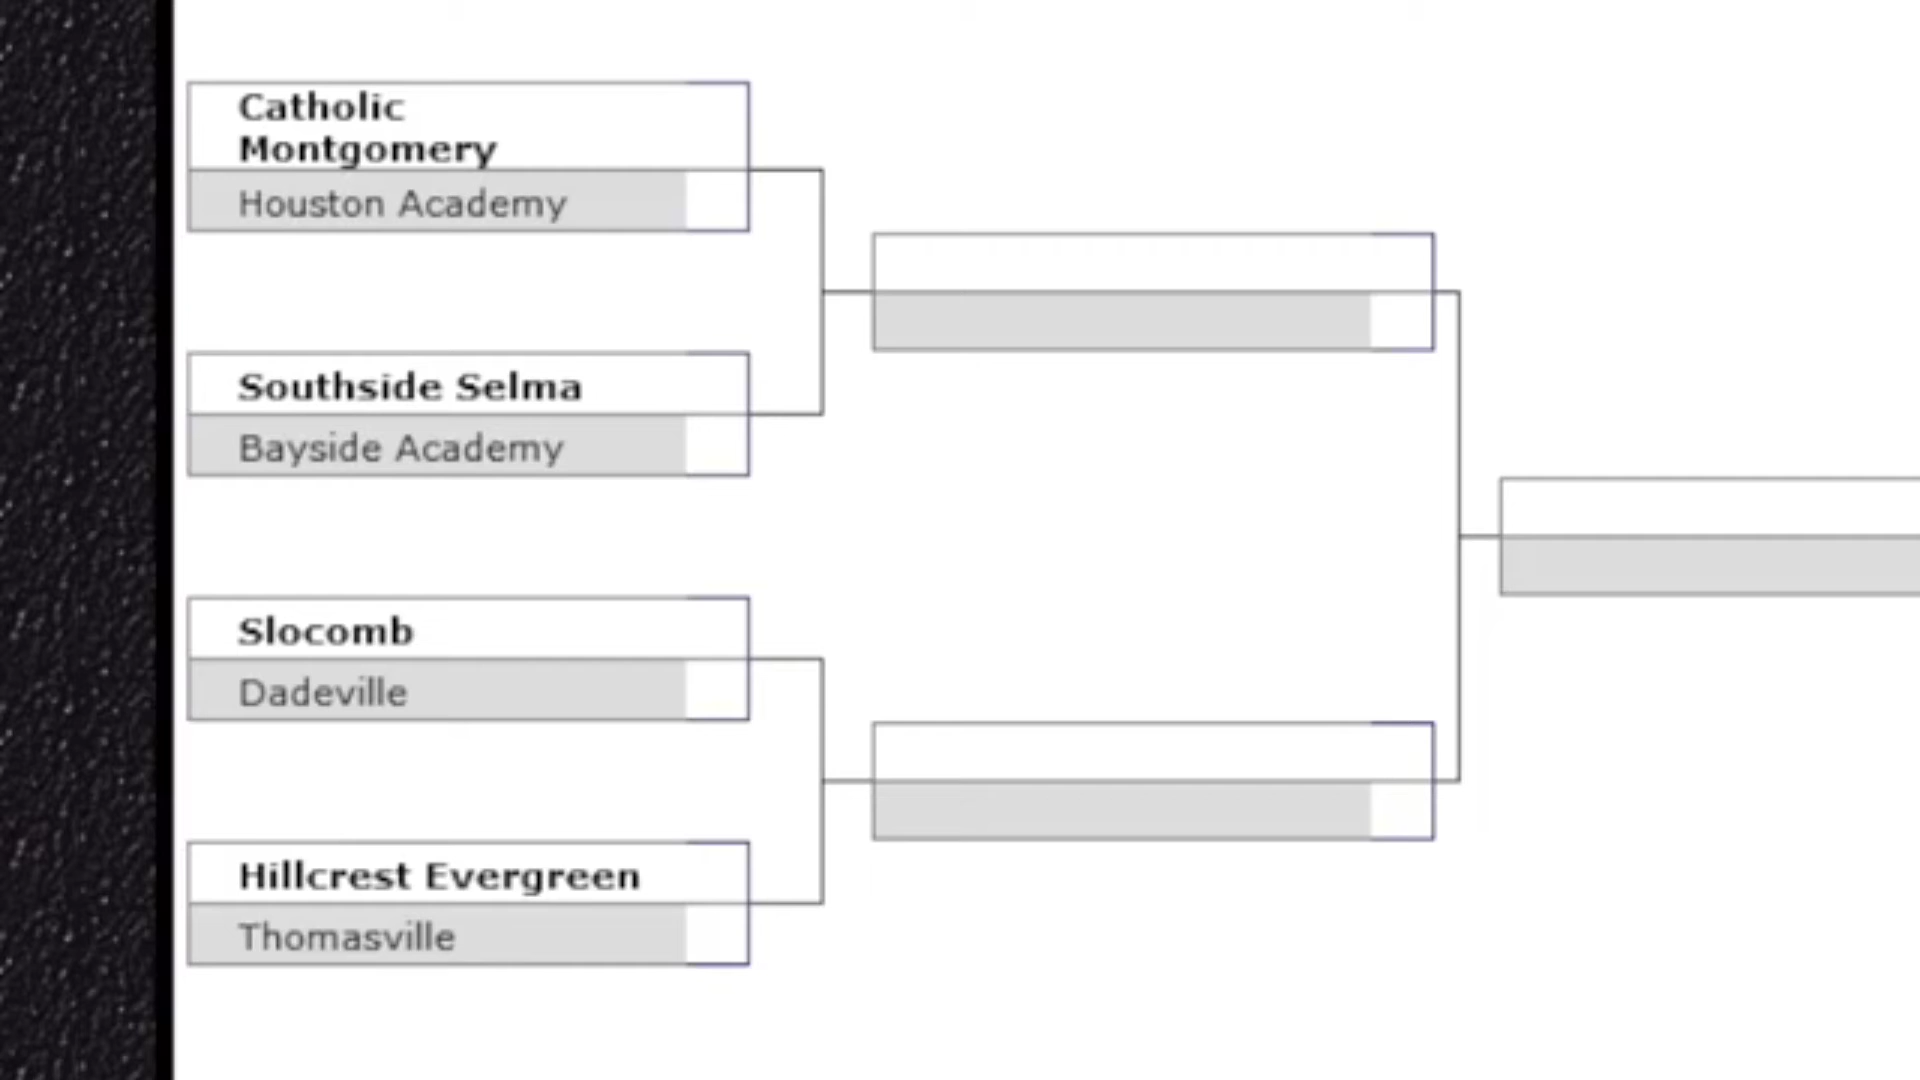 Catholic
Montgomery
Houston Academy
Southside Selma
Bayside Academy
Slocomb
Dadeville
Hillcrest Evergreen
Thomasville